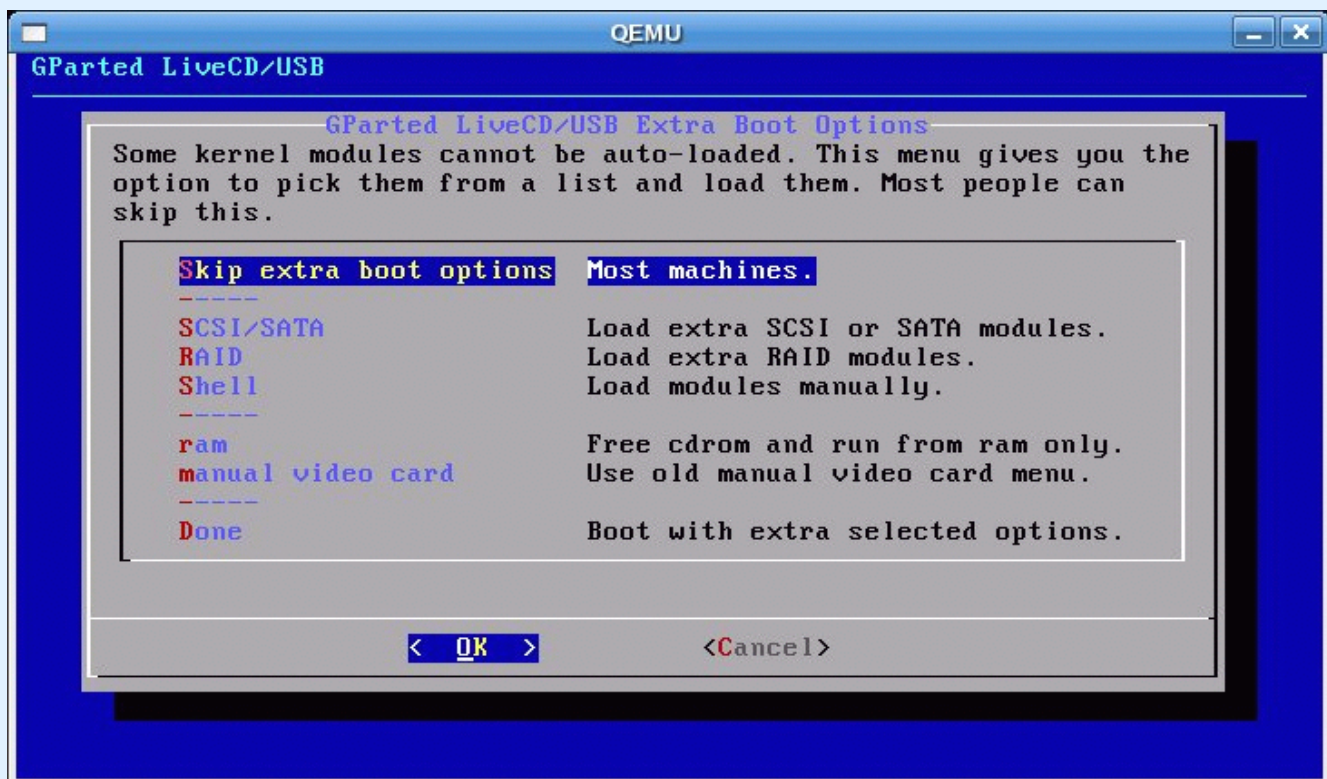 QEMU
GParted LiveCD/USB
GParted LiveCD/USB Extra Boot Options
Some kernel modules cannot be auto-loaded. This menu gives you the
option to pick them from a list and load them. Most people can
skip this.
Skip extra boot options Most machines.
-----
SCSI/SATA Load extra SCSI or SATA modules.
RAID Load extra RAID modules.
Shell Load modules manually.
-----
ram Free cdrom and run from ram only.
manual video card Use old manual video card menu.
-----
Done Boot with extra selected options.
< OK > <Cancel>